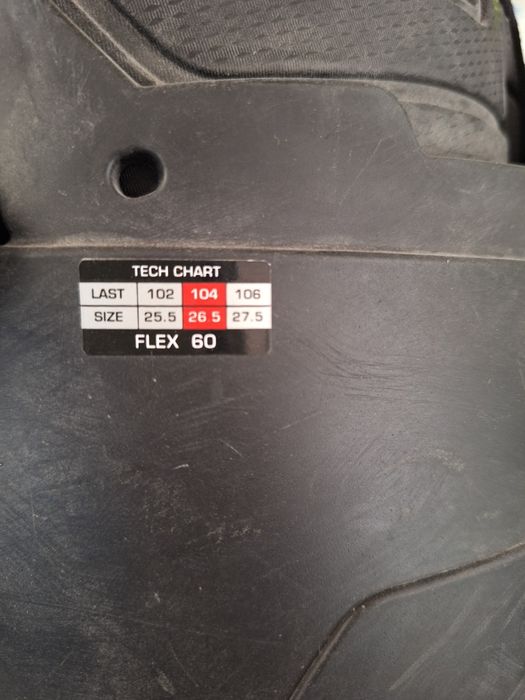 TECH CHART
LAST 102 104 106
SIZE 25.5 26 5 27.5
FLEX 60